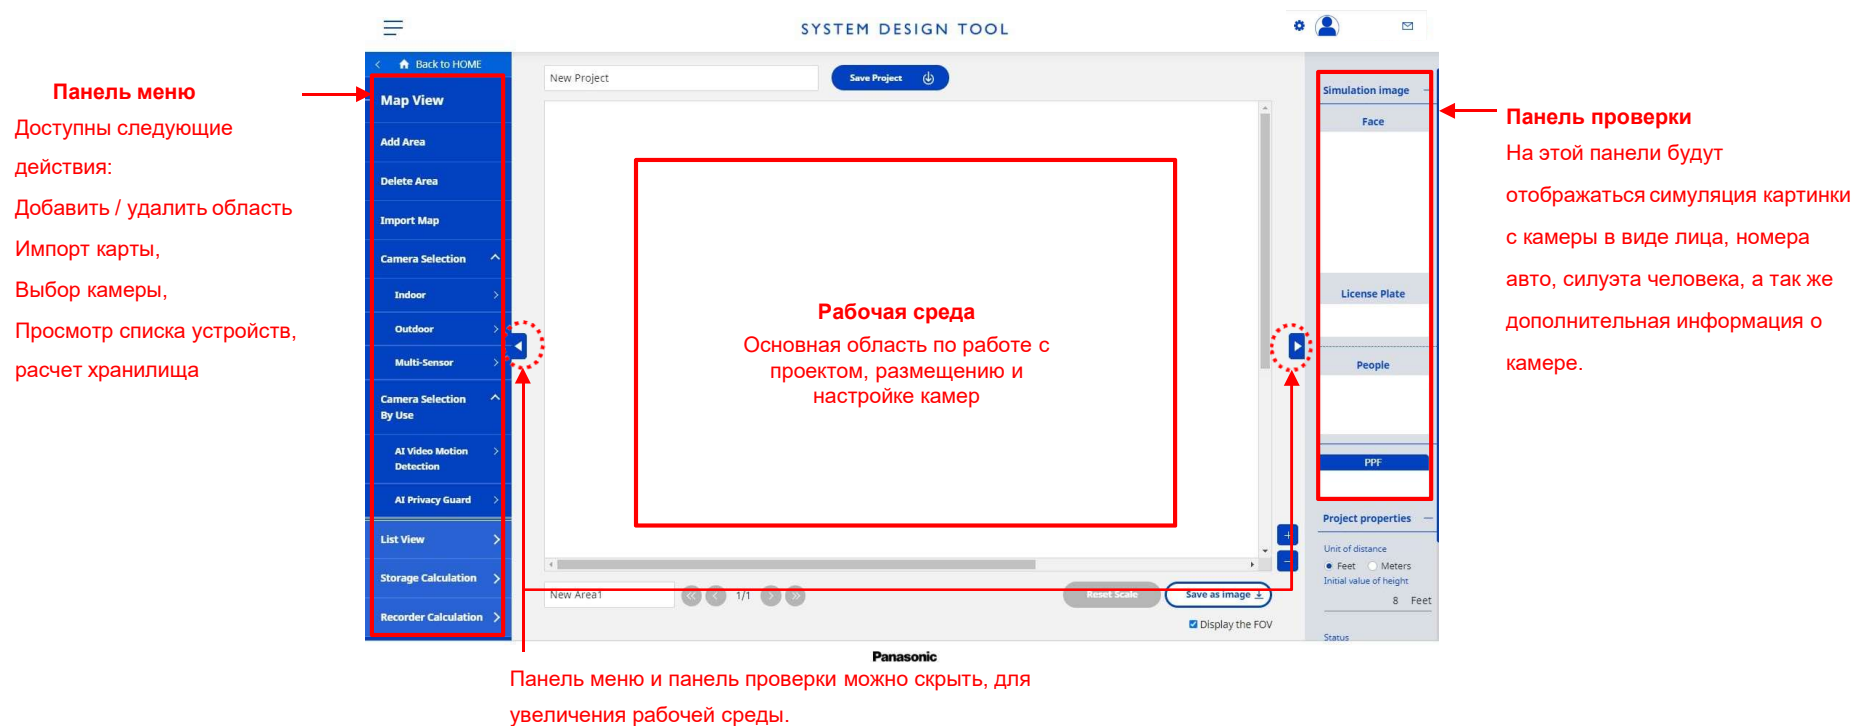 SYSTEM DESIGN TOOL
Панель меню
Доступны следующие
действия:
Добавить / удалить область
Импорт карты,
Выбор камеры,
Просмотр списка устройств,
расчет хранилища
Back to HOME
Map View
Add Area
Delete Area
Import Map
Camera Selection
Indoor
Outdoor
Multi-Sensor
Camera Selection
By Use
AI Video Motion
Detection
AI Privacy Guard
List View
Storage Calculation
Recorder Calculation
New Project
Save Project
Рабочая среда
Основная область по работе с
проектом, размещению и
настройке камер
New Area1
1/1
Reset Scale
Save as image
Display the FOV
Simulation image
Face
License Plate
People
PPF
Project properties
Unit of distance
Feet
Meters
Initial value of height
8 Feet
Status
Панель проверки
На этой панели будут
отображаться симуляция картинки
с камеры в виде лица, номера
авто, силуэта человека, а так же
дополнительная информация о
камере.
Panasonic
Панель меню и панель проверки можно скрыть, для
увеличения рабочей среды.